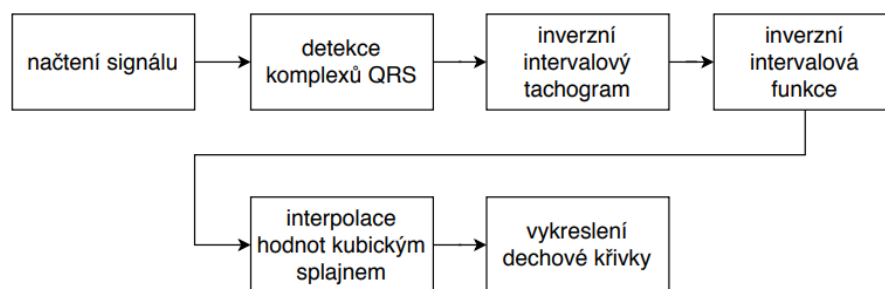 načtení signálu
detekce
komplexů QRS
inverzní
intervalový
tachogram
inverzní
intervalová
funkce
interpolace
hodnot kubickým
splajnem
vykreslení
dechové křivky